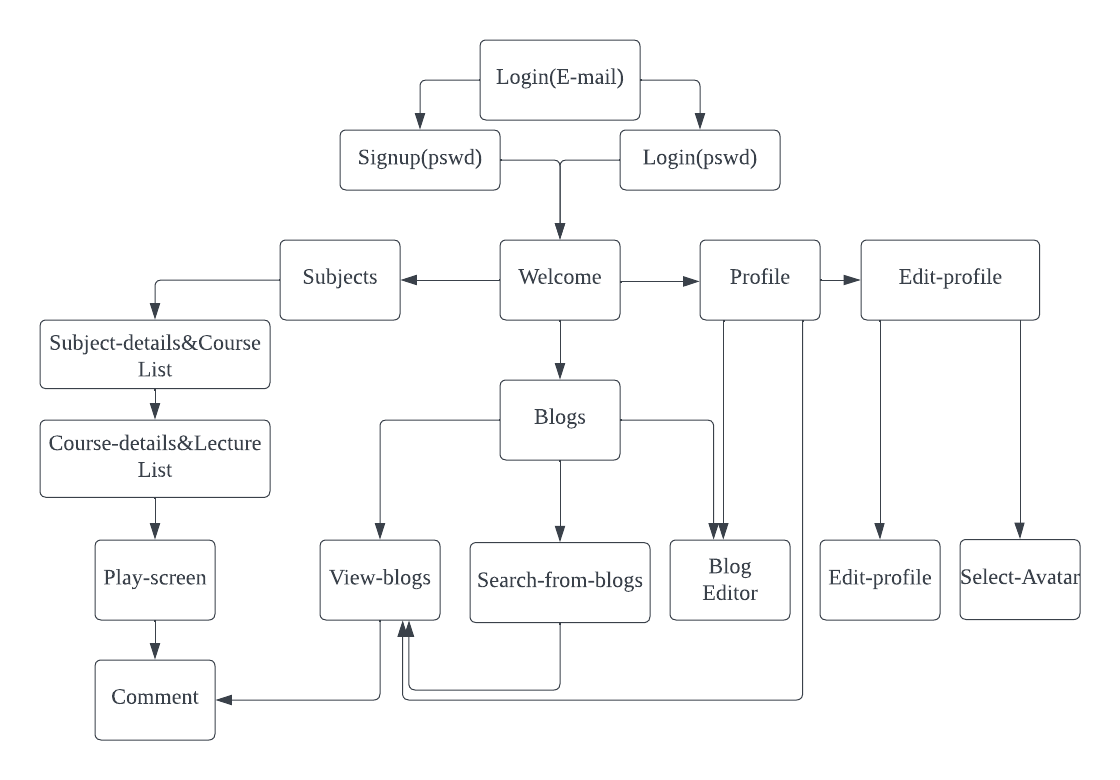 Login(E-mail)
Signup(pswd)
Login(pswd)
Subjects
Welcome
Profile
Edit-profile
Subject-details&Course
List
Blogs
Course-details&Lecture
List
Play-screen
View-blogs
Search-from-blogs
Blog
Editor
Edit-profile
Select-Avatar
Comment